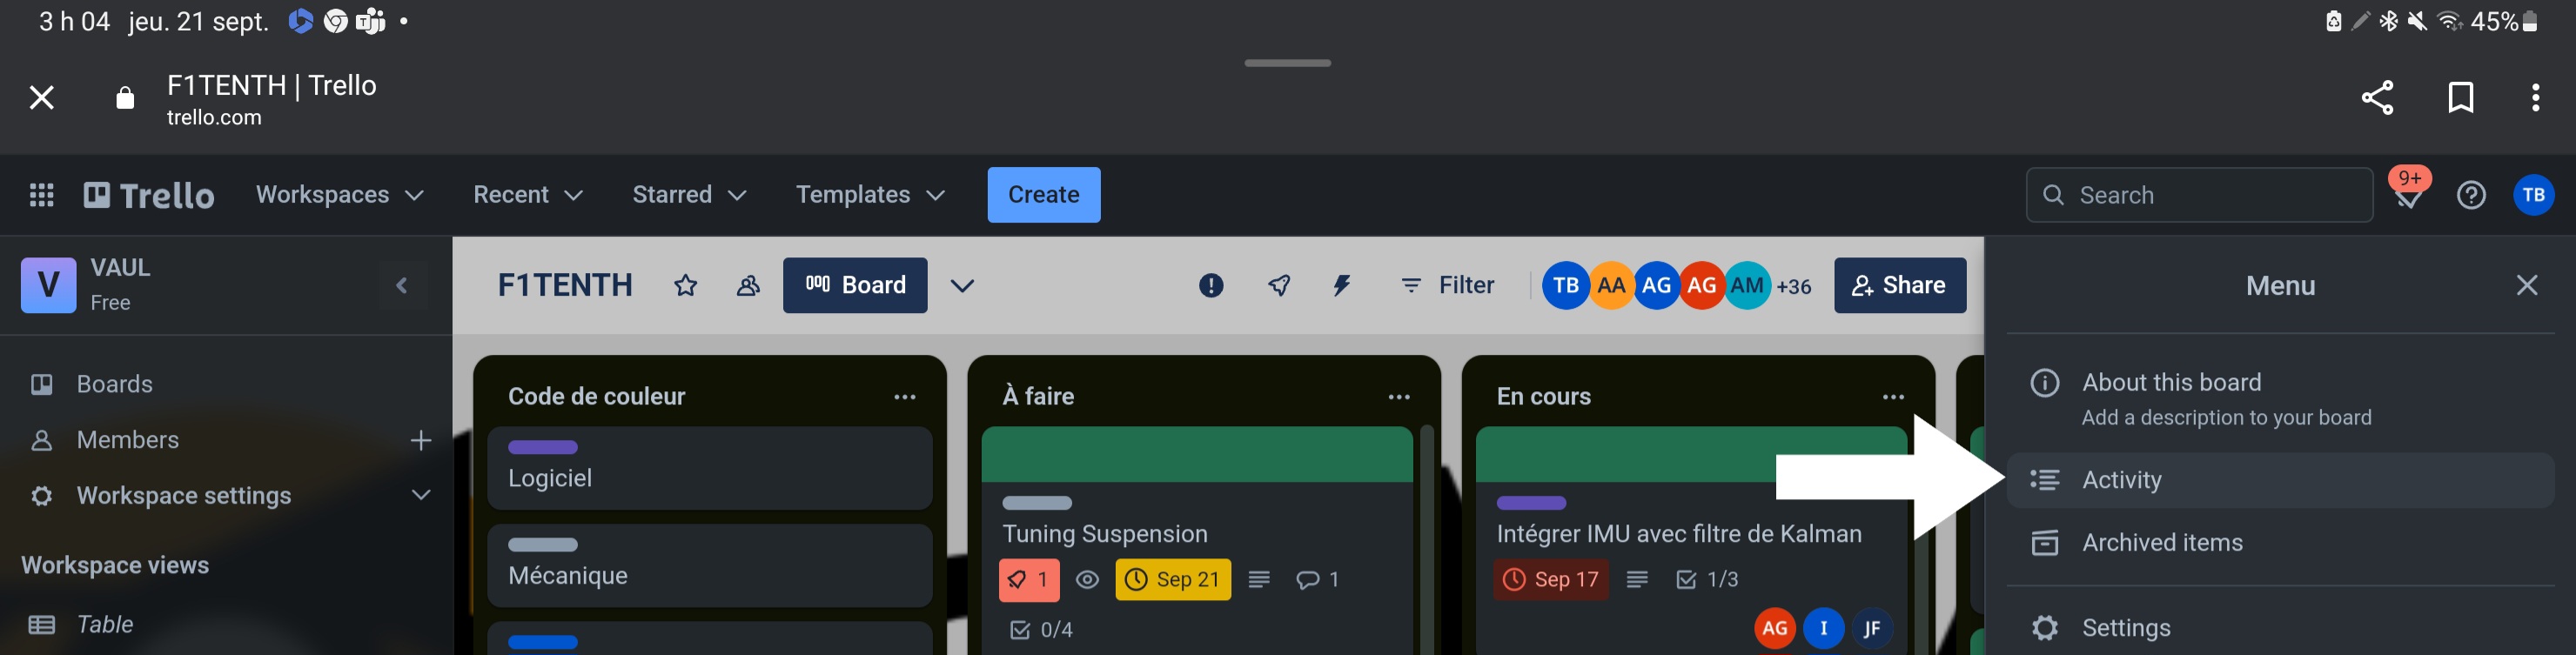 3 h 04 jeu. 21 sept.
45%
F1TENTH | Trello
trello.com
Trello Workspaces Recent Starred Templates Create Search 9+ TB
V VAUL
Free
F1TENTH Board Filter TB AA AG AG AM +36 Share
Menu
Boards
Members
Workspace settings
Workspace views
Table
Code de couleur
Logiciel
Mécanique
À faire
Tuning Suspension
1 Sep 21 1
0/4
En cours
Intégrer IMU avec filtre de Kalman
Sep 17 1/3
AG I JF
About this board
Add a description to your board
Activity
Archived items
Settings